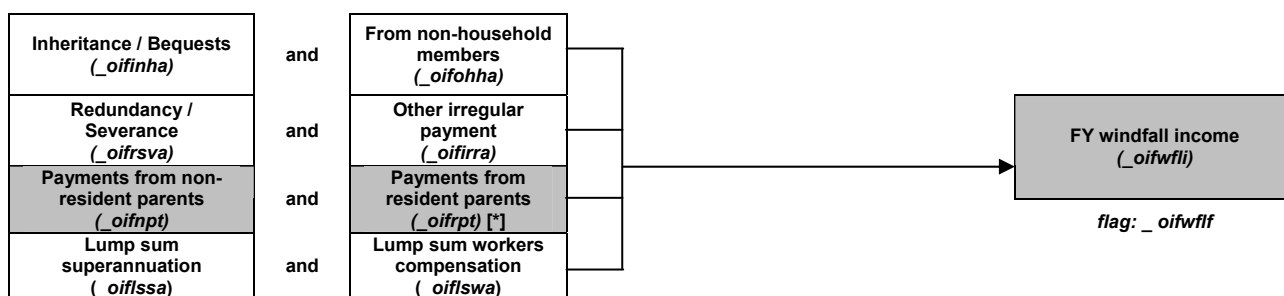 Inheritance / Bequests
(_oifinha)
and
From non-household
members
(_oifohha)
Redundancy /
Severance
(_oifrsva)
and
Other irregular
payment
(_oifirra)
Payments from non-
resident parents
(_oifnpt)
and
Payments from
resident parents
(_oifrpt) [*]
Lump sum
superannuation
(_oiflssa)
and
Lump sum workers
compensation
(_oiflswa)
FY windfall income
(_oifwfli)
flag: _ oifwflf